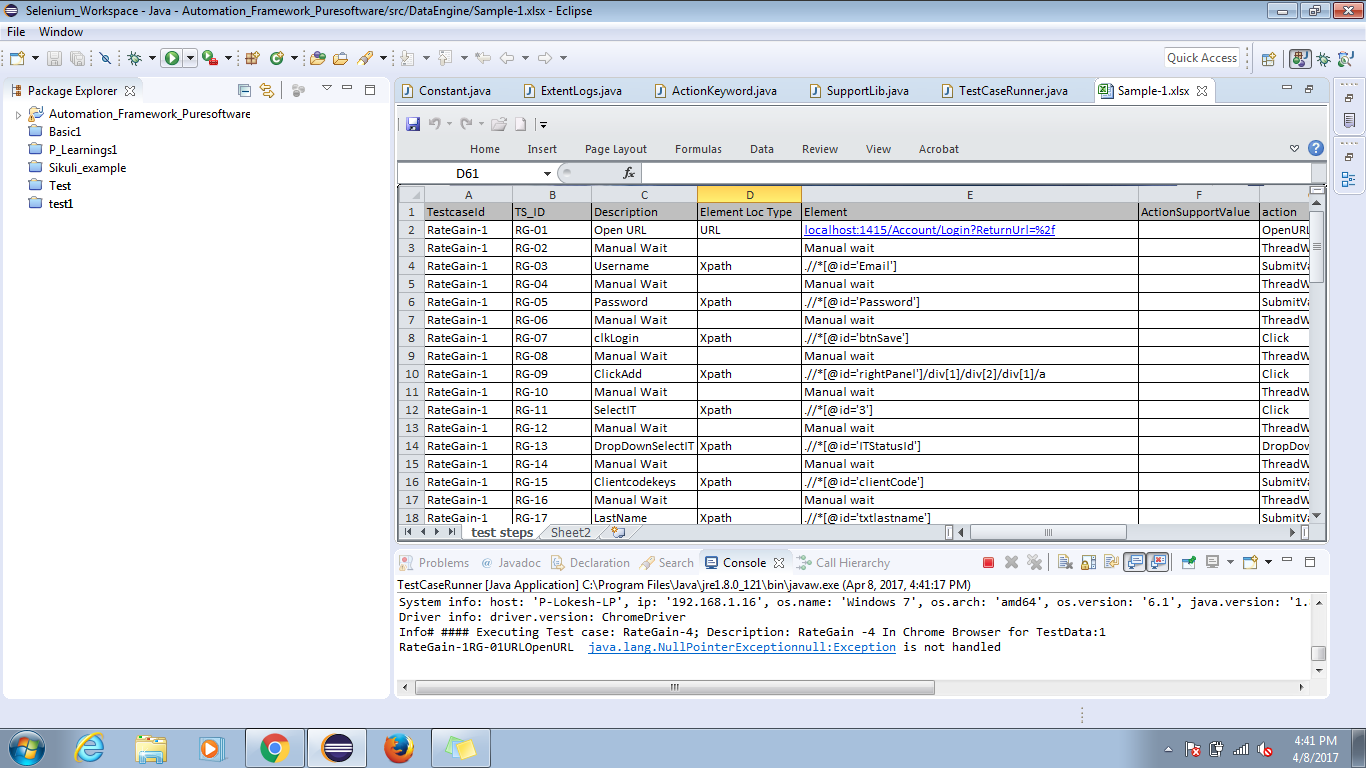 Selenium_Workspace - Java - Automation_Framework_Puresoftware/src/DataEngine/Sample-1.xlsx - Eclipse
File Window
Quick Access
Package Explorer
Automation_Framework_Puresoftware
Basic1
P_Learnings1
Sikuli_example
Test
test1
Constant.java ExtentLogs.java ActionKeyword.java SupportLib.java TestCaseRunner.java Sample-1.xlsx
Home Insert Page Layout Formulas Data Review View Acrobat
D61 fx
A B C D E F
1 TestcaseId TS_ID Description Element Loc Type Element ActionSupportValue action
2 RateGain-1 RG-01 Open URL URL localhost:1415/Account/Login?ReturnUrl=%2f OpenURL
3 RateGain-1 RG-02 Manual Wait Manual wait ThreadW
4 RateGain-1 RG-03 Username Xpath .//*[@id='Email'] SubmitVa
5 RateGain-1 RG-04 Manual Wait Manual wait ThreadW
6 RateGain-1 RG-05 Password Xpath .//*[@id='Password'] SubmitVa
7 RateGain-1 RG-06 Manual Wait Manual wait ThreadW
8 RateGain-1 RG-07 clkLogin Xpath .//*[@id='btnSave'] Click
9 RateGain-1 RG-08 Manual Wait Manual wait ThreadW
10 RateGain-1 RG-09 ClickAdd Xpath .//*[@id='rightPanel']/div[1]/div[2]/div[1]/a Click
11 RateGain-1 RG-10 Manual Wait Manual wait ThreadW
12 RateGain-1 RG-11 SelectIT Xpath .//*[@id='3'] Click
13 RateGain-1 RG-12 Manual Wait Manual wait ThreadW
14 RateGain-1 RG-13 DropDownSelectIT Xpath .//*[@id='ITStatusId'] DropDow
15 RateGain-1 RG-14 Manual Wait Manual wait ThreadW
16 RateGain-1 RG-15 Clientcodekeys Xpath .//*[@id='clientCode'] SubmitVa
17 RateGain-1 RG-16 Manual Wait Manual wait ThreadW
18 RateGain-1 RG-17 LastName Xpath .//*[@id='txtlastname'] SubmitVa
test steps Sheet2
Problems @ Javadoc Declaration Search Console Call Hierarchy
TestCaseRunner [Java Application] C:\Program Files\Java\jre1.8.0_121\bin\javaw.exe (Apr 8, 2017, 4:41:17 PM)
System info: host: 'P-Lokesh-LP', ip: '192.168.1.16', os.name: 'Windows 7', os.arch: 'amd64', os.version: '6.1', java.version: '1.
Driver info: driver.version: ChromeDriver
Info# #### Executing Test case: RateGain-4; Description: RateGain -4 In Chrome Browser for TestData:1
RateGain-1RG-01URLOpenURL java.lang.NullPointerExceptionnull:Exception is not handled
4:41 PM
4/8/2017